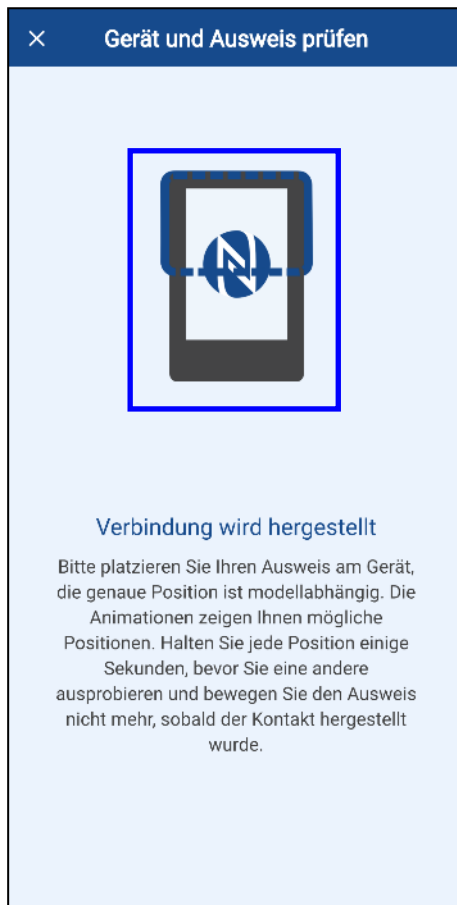 Gerät und Ausweis prüfen
Verbindung wird hergestellt
Bitte platzieren Sie Ihren Ausweis am Gerät,
die genaue Position ist modellabhängig. Die
Animationen zeigen Ihnen mögliche
Positionen. Halten Sie jede Position einige
Sekunden, bevor Sie eine andere
ausprobieren und bewegen Sie den Ausweis
nicht mehr, sobald der Kontakt hergestellt
wurde.